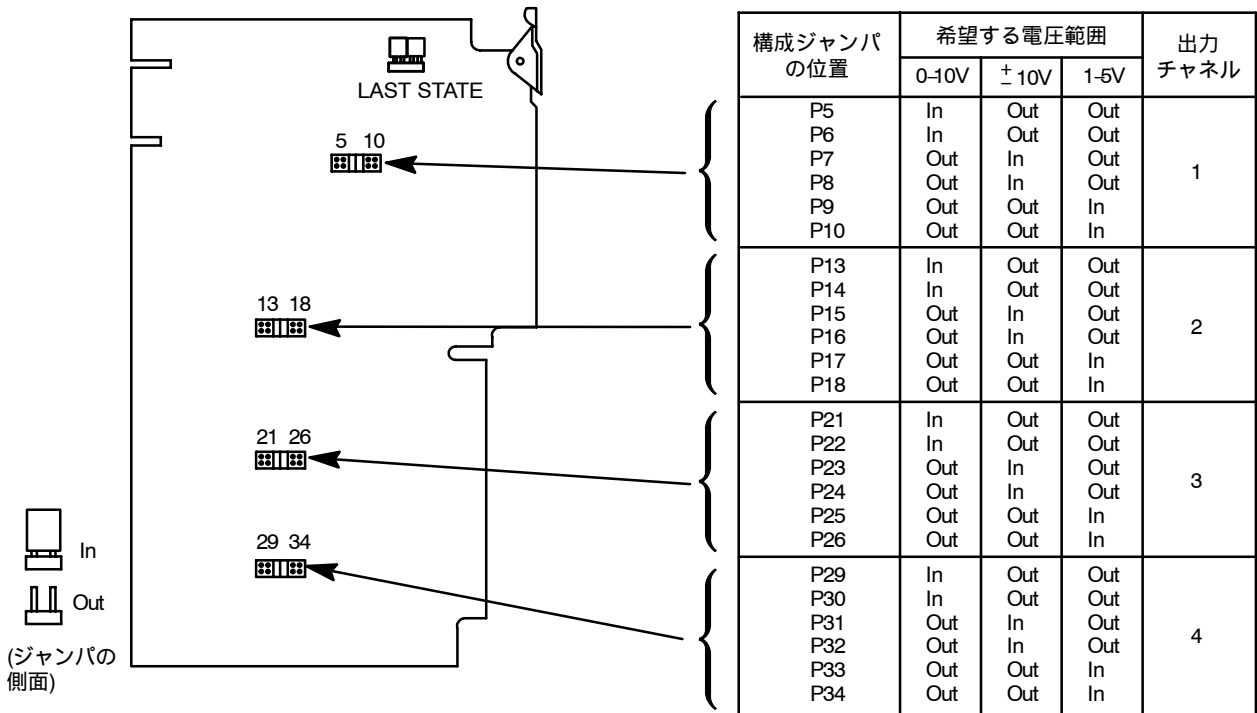 LAST STATE
5 10
13 18
21 26
29 34
In
Out
(ジャンパの
側面)
構成ジャンパ
の位置
希望する電圧範囲
出力
チャネル
0-10V ±10V 1-5V
P5 In Out Out
P6 In Out Out
P7 Out In Out
P8 Out In Out
P9 Out Out In
P10 Out Out In
1
P13 In Out Out
P14 In Out Out
P15 Out In Out
P16 Out In Out
P17 Out Out In
P18 Out Out In
2
P21 In Out Out
P22 In Out Out
P23 Out In Out
P24 Out In Out
P25 Out Out In
P26 Out Out In
3
P29 In Out Out
P30 In Out Out
P31 Out In Out
P32 Out In Out
P33 Out Out In
P34 Out Out In
4